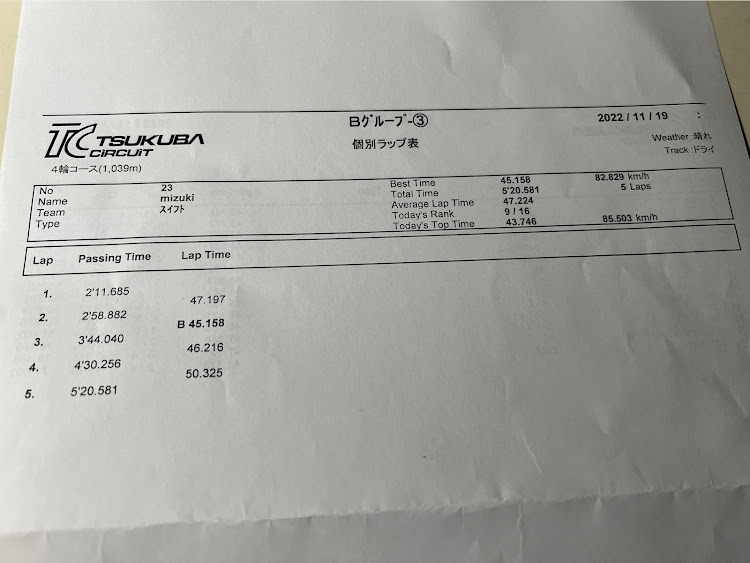 Bｸﾞﾙｰﾌﾟ-③
2022 / 11 / 19 :
TC TSUKUBA CIRCUIT
個別ラップ表
Weather :晴れ
Track :ドライ
４輪コース(1,039m)
No 23 Best Time 45.158 82.829 km/h
Name mizuki Total Time 5'20.581 5 Laps
Team ｽｲﾌﾄ Average Lap Time 47.224
Type Today's Rank 9 / 16
Today's Top Time 43.746 85.503 km/h
Lap Passing Time Lap Time
1. 2'11.685
47.197
2. 2'58.882
B 45.158
3. 3'44.040
46.216
4. 4'30.256
50.325
5. 5'20.581